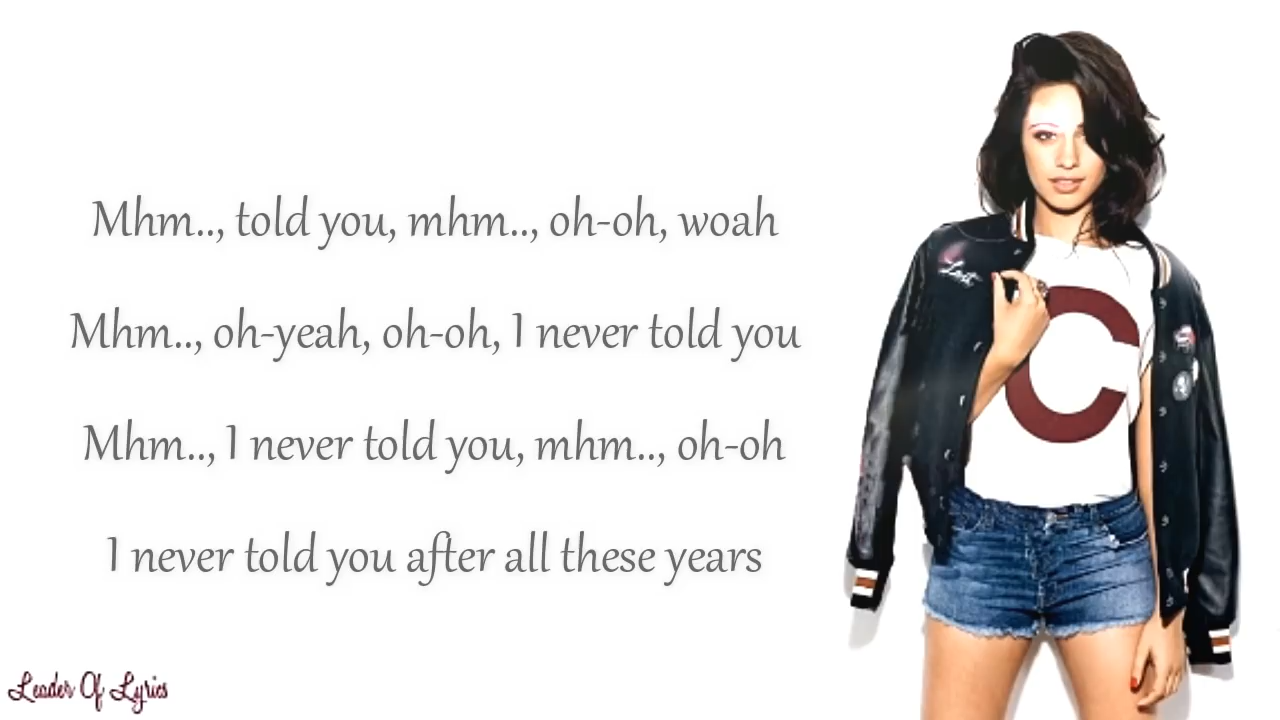 Mhm.., told you, mhm.., oh-oh, woah
Mhm.., oh-yeah, oh-oh, I never told you
Mhm.., I never told you, mhm.., oh-oh
I never told you after all these years
Leader Of Lyrics
Lost
C